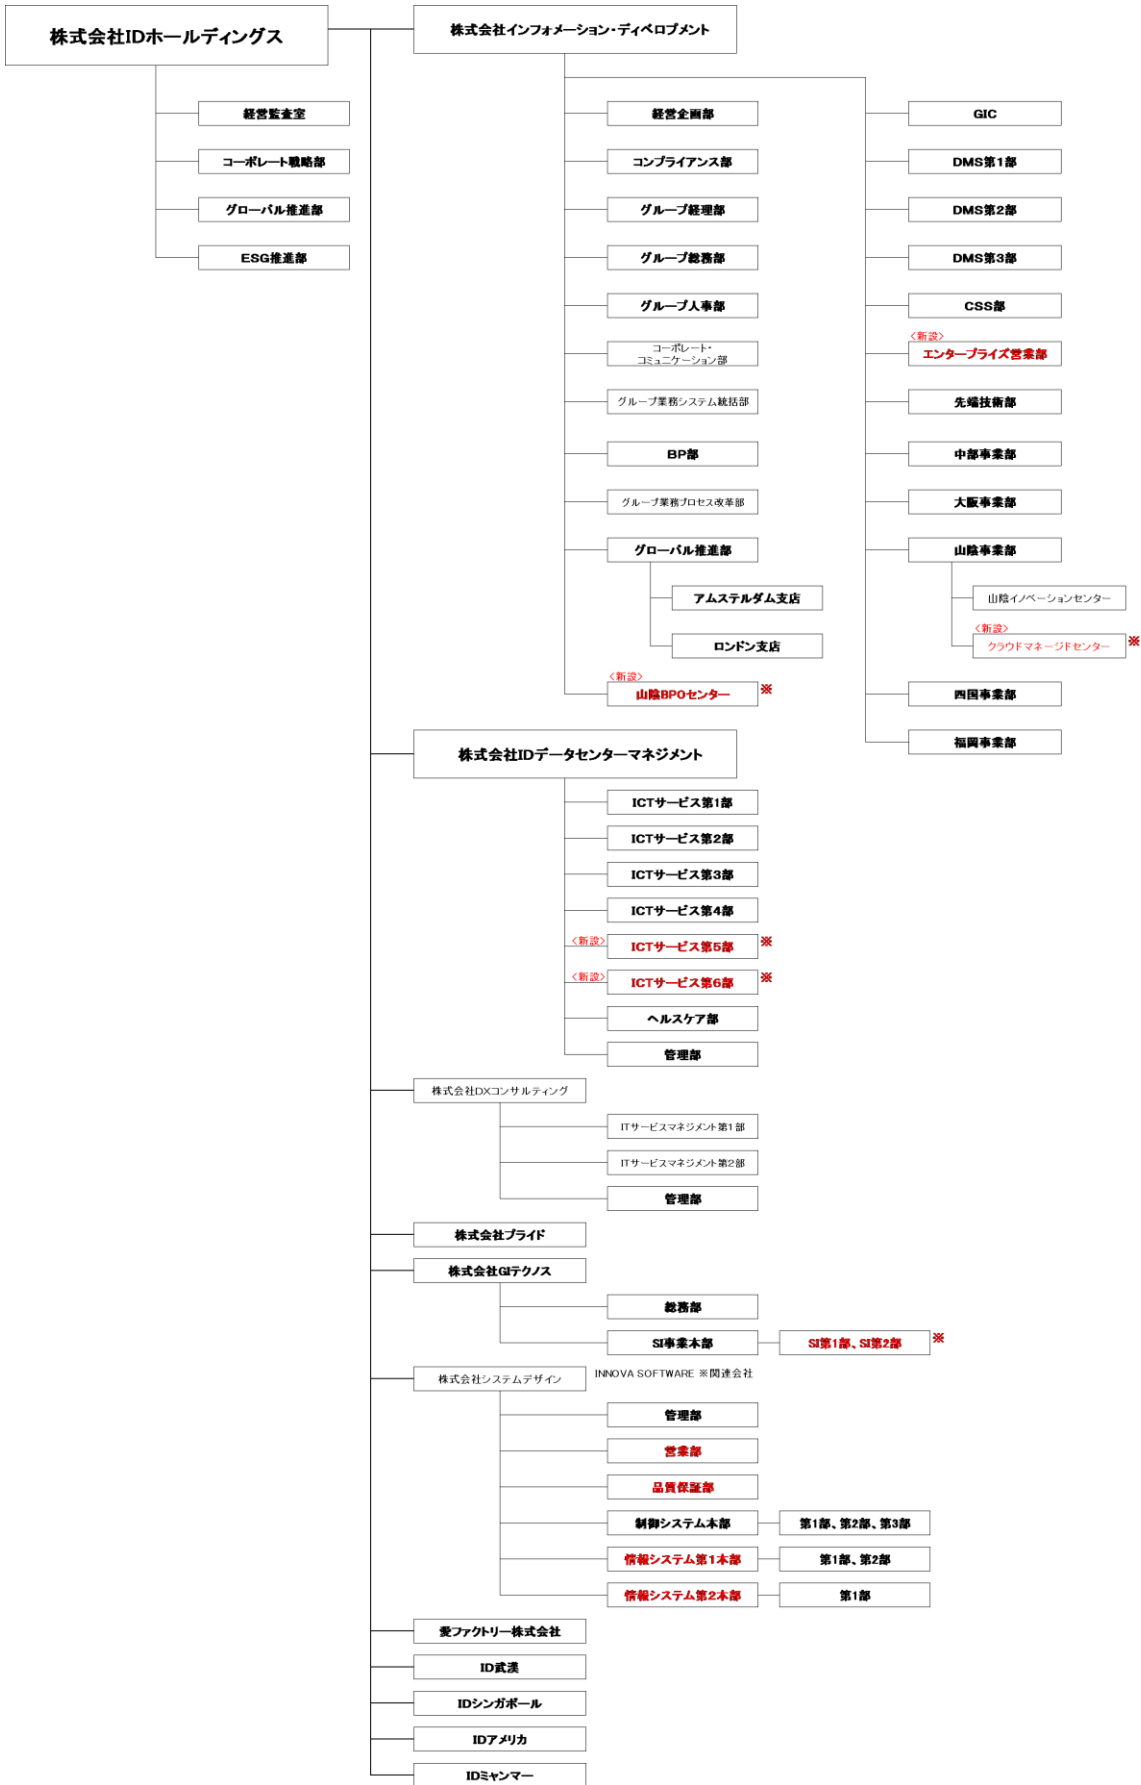 株式会社IDホールディングス
経営監査室
コーポレート戦略部
グローバル推進部
ESG推進部
株式会社インフォメーション・ディベロプメント
経営企画部
コンプライアンス部
グループ経理部
グループ総務部
グループ人事部
コーポレート・
コミュニケーション部
グループ業務システム統括部
BP部
グループ業務プロセス改革部
グローバル推進部
アムステルダム支店
ロンドン支店
<新設>
山陰BPOセンター ※
GIC
DMS第1部
DMS第2部
DMS第3部
CSS部
<新設>
エンタープライズ営業部
先端技術部
中部事業部
大阪事業部
山陰事業部
山陰イノベーションセンター
<新設>
クラウドマネージドセンター ※
四国事業部
福岡事業部
株式会社IDデータセンターマネジメント
ICTサービス第1部
ICTサービス第2部
ICTサービス第3部
ICTサービス第4部
<新設> ICTサービス第5部 ※
<新設> ICTサービス第6部 ※
ヘルスケア部
管理部
株式会社DXコンサルティング
ITサービスマネジメント第1部
ITサービスマネジメント第2部
管理部
株式会社プライド
株式会社GIテクノス
総務部
SI事業本部 SI第1部、SI第2部 ※
株式会社システムデザイン INNOVA SOFTWARE ※関連会社
管理部
営業部
品質保証部
制御システム本部 第1部、第2部、第3部
情報システム第1本部 第1部、第2部
情報システム第2本部 第1部
愛ファクトリー株式会社
ID武漢
IDシンガポール
IDアメリカ
IDミャンマー